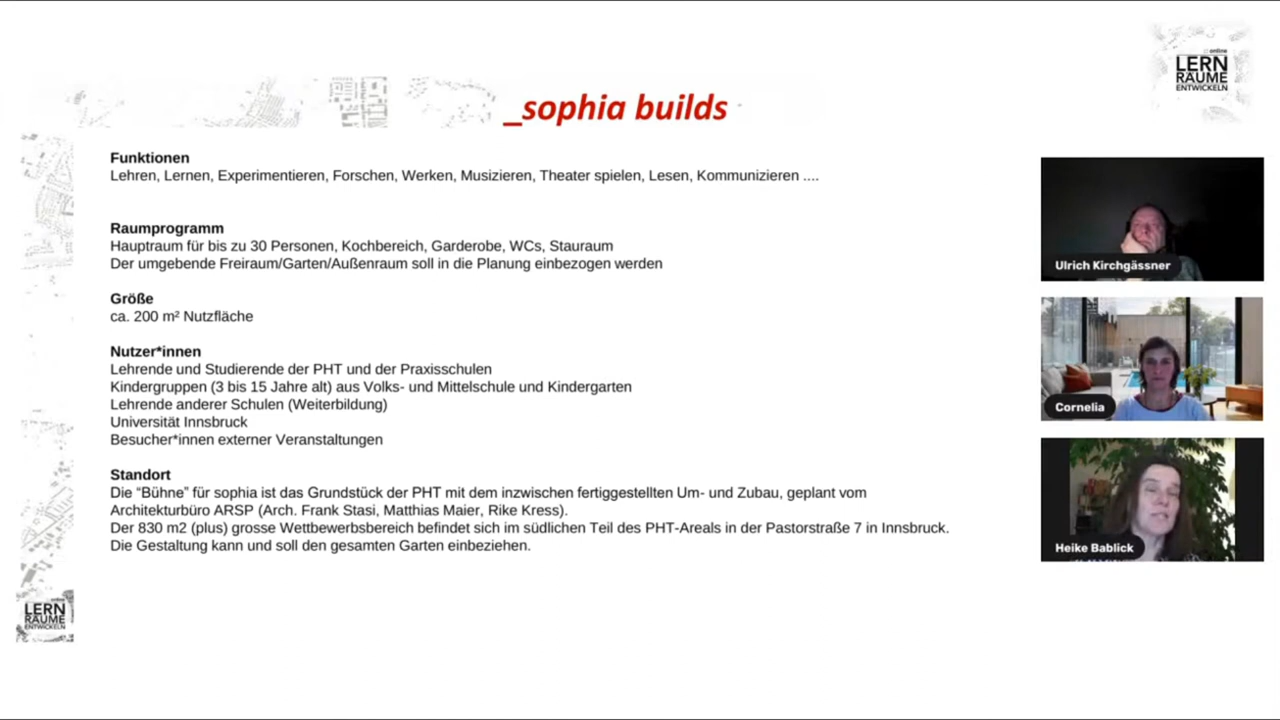 online
LERN
RÄUME
ENTWICKELN
_sophia builds
Funktionen
Lehren, Lernen, Experimentieren, Forschen, Werken, Musizieren, Theater spielen, Lesen, Kommunizieren ....
Raumprogramm
Hauptraum für bis zu 30 Personen, Kochbereich, Garderobe, WCs, Stauraum
Der umgebende Freiraum/Garten/Außenraum soll in die Planung einbezogen werden
Größe
ca. 200 m² Nutzfläche
Nutzer*innen
Lehrende und Studierende der PHT und der Praxisschulen
Kindergruppen (3 bis 15 Jahre alt) aus Volks- und Mittelschule und Kindergarten
Lehrende anderer Schulen (Weiterbildung)
Universität Innsbruck
Besucher*innen externer Veranstaltungen
Standort
Die “Bühne” für sophia ist das Grundstück der PHT mit dem inzwischen fertiggestellten Um- und Zubau, geplant vom
Architekturbüro ARSP (Arch. Frank Stasi, Matthias Maier, Rike Kress).
Der 830 m2 (plus) grosse Wettbewerbsbereich befindet sich im südlichen Teil des PHT-Areals in der Pastorstraße 7 in Innsbruck.
Die Gestaltung kann und soll den gesamten Garten einbeziehen.
Ulrich Kirchgässner
Cornelia
Heike Bablick
online
LERN
RÄUME
ENTWICKELN